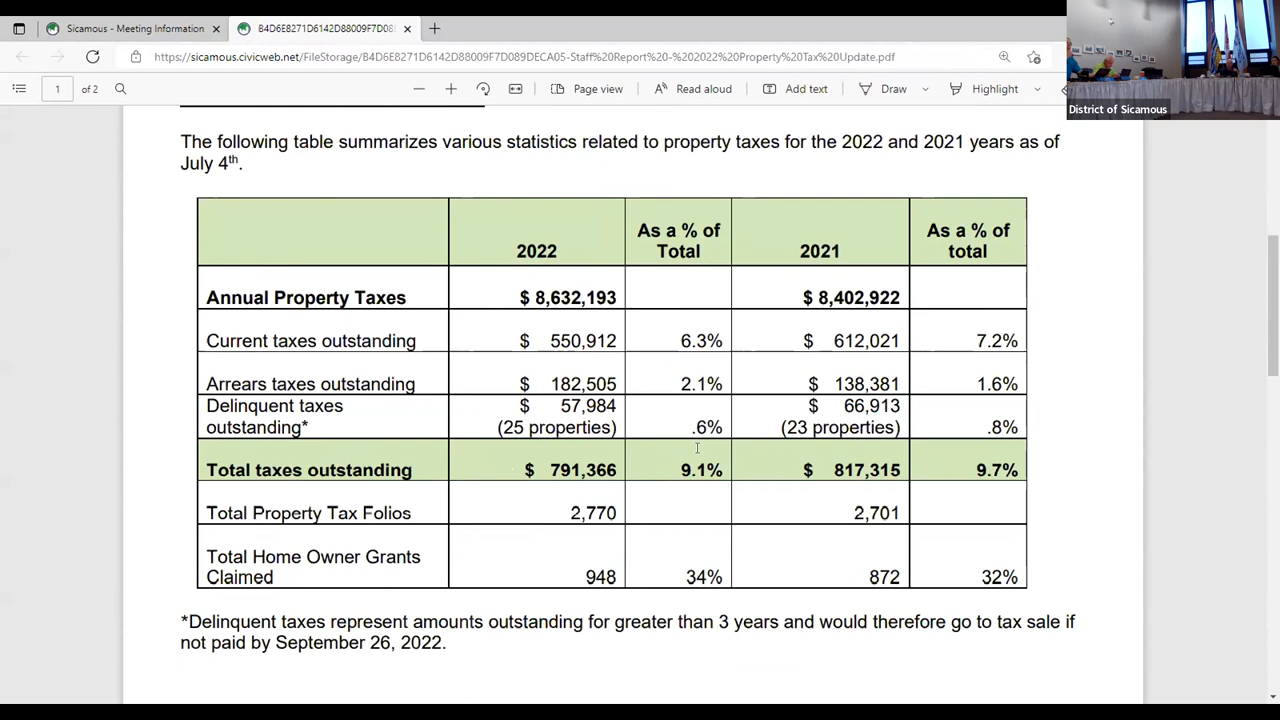 Sicamous - Meeting Information
B4D6E8271D6142D88009F7D08
https://sicamous.civicweb.net/FileStorage/B4D6E8271D6142D88009F7D089DECA05-Staff%20Report%20-%202022%20Property%20Tax%20Update.pdf
1 of 2
Page view
Read aloud
Add text
Draw
Highlight
District of Sicamous
The following table summarizes various statistics related to property taxes for the 2022 and 2021 years as of
July 4th.
2022 As a % of Total 2021 As a % of total
Annual Property Taxes $ 8,632,193 $ 8,402,922
Current taxes outstanding $ 550,912 6.3% $ 612,021 7.2%
Arrears taxes outstanding $ 182,505 2.1% $ 138,381 1.6%
Delinquent taxes $ 57,984 $ 66,913
outstanding* (25 properties) .6% (23 properties) .8%
Total taxes outstanding $ 791,366 9.1% $ 817,315 9.7%
Total Property Tax Folios 2,770 2,701
Total Home Owner Grants
Claimed 948 34% 872 32%
*Delinquent taxes represent amounts outstanding for greater than 3 years and would therefore go to tax sale if
not paid by September 26, 2022.